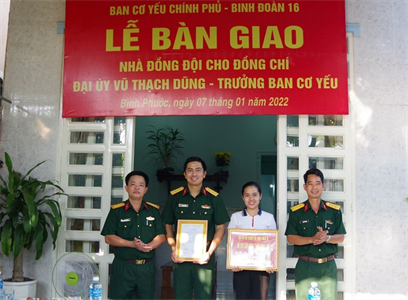 BAN CƠ YẾU CHÍNH PHỦ - BINH ĐOÀN 16
LỄ BÀN GIAO
NHÀ ĐỒNG ĐỘI CHO ĐỒNG CHÍ
ĐẠI ÚY VŨ THẠCH DŨNG - TRƯỞNG BAN CƠ YẾU
Bình Phước, ngày 07 tháng 01 năm 2022